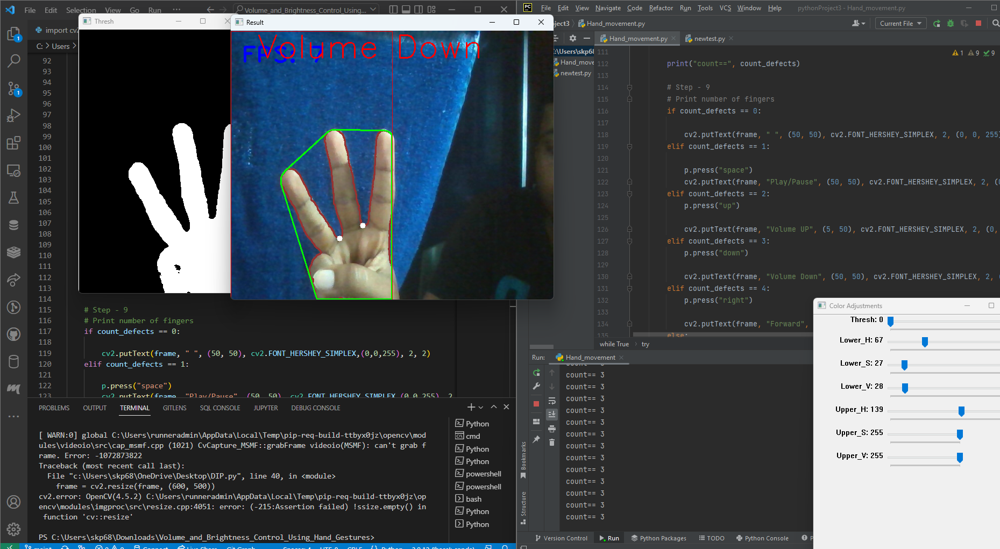 File Edit Selection View Go Run ···
Volume_and_Brightness_Control_Using_...
import cv2
C: > Users >
Thresh
Result
Volume Down
FPS: 7
92
93
94
95
96
97
98
99
100
101
102
103
104
105
106
107
108
109
110
111
112
113
114
115 # Step - 9
116 # Print number of fingers
117 if count_defects == 0:
118
119 cv2.putText(frame, " ", (50, 50), cv2.FONT_HERSHEY_SIMPLEX,(0,0,255), 2, 2)
120 elif count_defects == 1:
121
122 p.press("space")
123 cv2.putText(frame, "Play/Pause", (50, 50), cv2.FONT_HERSHEY_SIMPLEX,(0,0,255), 2
PROBLEMS OUTPUT TERMINAL GITLENS SQL CONSOLE JUPYTER DEBUG CONSOLE
[ WARN:0] global C:\Users\runneradmin\AppData\Local\Temp\pip-req-build-ttbyx0jz\opencv\mod
ules\videoio\src\cap_msmf.cpp (1021) CvCapture_MSMF::grabFrame videoio(MSMF): can't grab f
rame. Error: -1072873822
Traceback (most recent call last):
File "c:\Users\skp68\OneDrive\Desktop\DIP.py", line 40, in <module>
frame = cv2.resize(frame, (600, 500))
cv2.error: OpenCV(4.5.2) C:\Users\runneradmin\AppData\Local\Temp\pip-req-build-ttbyx0jz\op
encv\modules\imgproc\src\resize.cpp:4051: error: (-215:Assertion failed) !ssize.empty() in
function 'cv::resize'
PS C:\Users\skp68\Downloads\Volume_and_Brightness_Control_Using_Hand_Gestures>
Python
cmd
Python
Python
powershell
powershell
bash
Python
Python
File Edit View Navigate Code Refactor Run Tools VCS Window Help pythonProject3 - Hand_movement.py
ject3 > Hand_movement.py Current File
Hand_movement.py newtest.py
C:\Users\skp68
Hand_move
newtest.py
1 9 9
111
112 print("count==", count_defects)
113
114 # Step - 9
115 # Print number of fingers
116 if count_defects == 0:
117
118 cv2.putText(frame, " ", (50, 50), cv2.FONT_HERSHEY_SIMPLEX, 2, (0, 0, 255)
119 elif count_defects == 1:
120
121 p.press("space")
122 cv2.putText(frame, "Play/Pause", (50, 50), cv2.FONT_HERSHEY_SIMPLEX, 2, (0
123 elif count_defects == 2:
124 p.press("up")
125
126 cv2.putText(frame, "Volume UP", (5, 50), cv2.FONT_HERSHEY_SIMPLEX, 2, (0,
127 elif count_defects == 3:
128 p.press("down")
129
130 cv2.putText(frame, "Volume Down", (50, 50), cv2.FONT_HERSHEY_SIMPLEX, 2, (
131 elif count_defects == 4:
132 p.press("right")
133
134 cv2.putText(frame, "Forward",
135 else:
while True > try
Run: Hand_movement
count== 3
count== 3
count== 3
count== 3
count== 3
count== 3
count== 3
count== 3
count== 3
count== 3
count== 3
count== 3
count== 3
count== 3
Bookmarks
Structure
Version Control Run Python Packages TODO Python Console
Color Adjustments
Thresh: 0
Lower_H: 67
Lower_S: 27
Lower_V: 28
Upper_H: 139
Upper_S: 255
Upper_V: 255